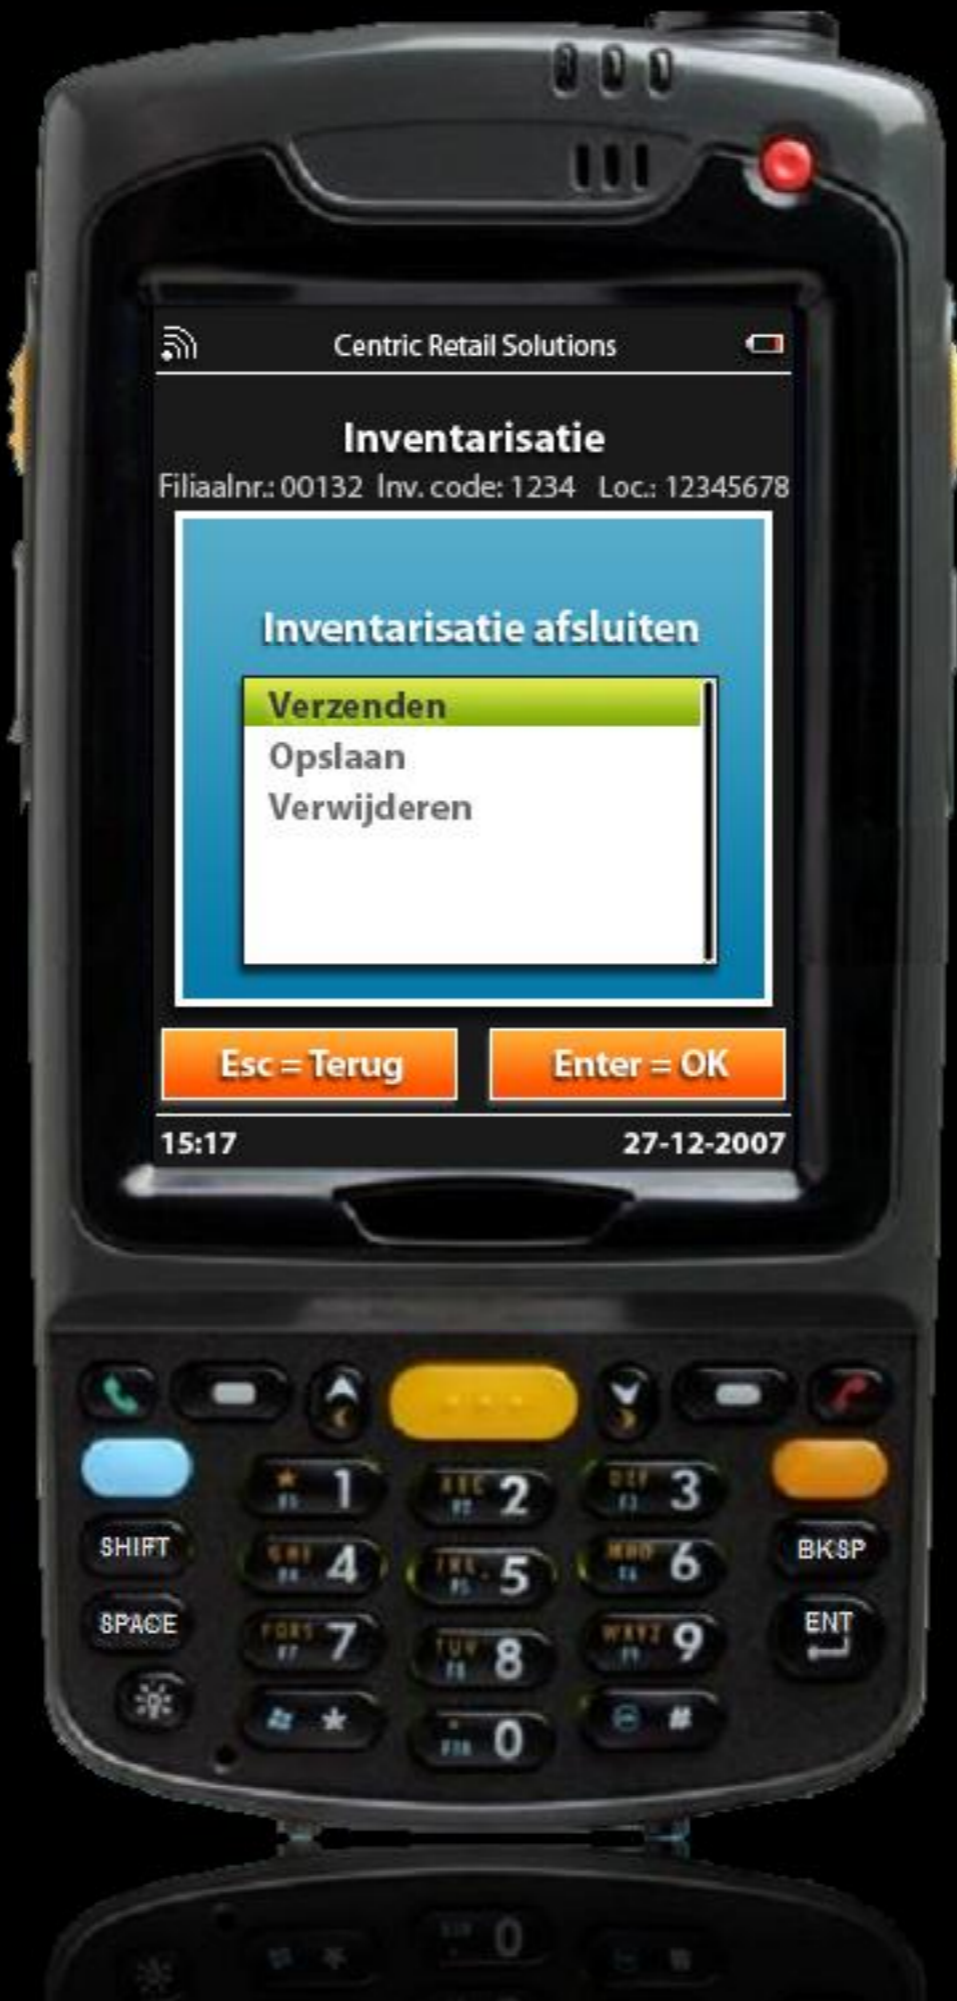 Centric Retail Solutions
Inventarisatie
Filiaalnr.: 00132 Inv. code: 1234 Loc.: 12345678
Inventarisatie afsluiten
Verzenden
Opslaan
Verwijderen
Esc = Terug
Enter = OK
15:17
27-12-2007
1 2 3
SHIFT 4 5 6 BKSP
SPACE 7 8 9 ENT
* 0 #